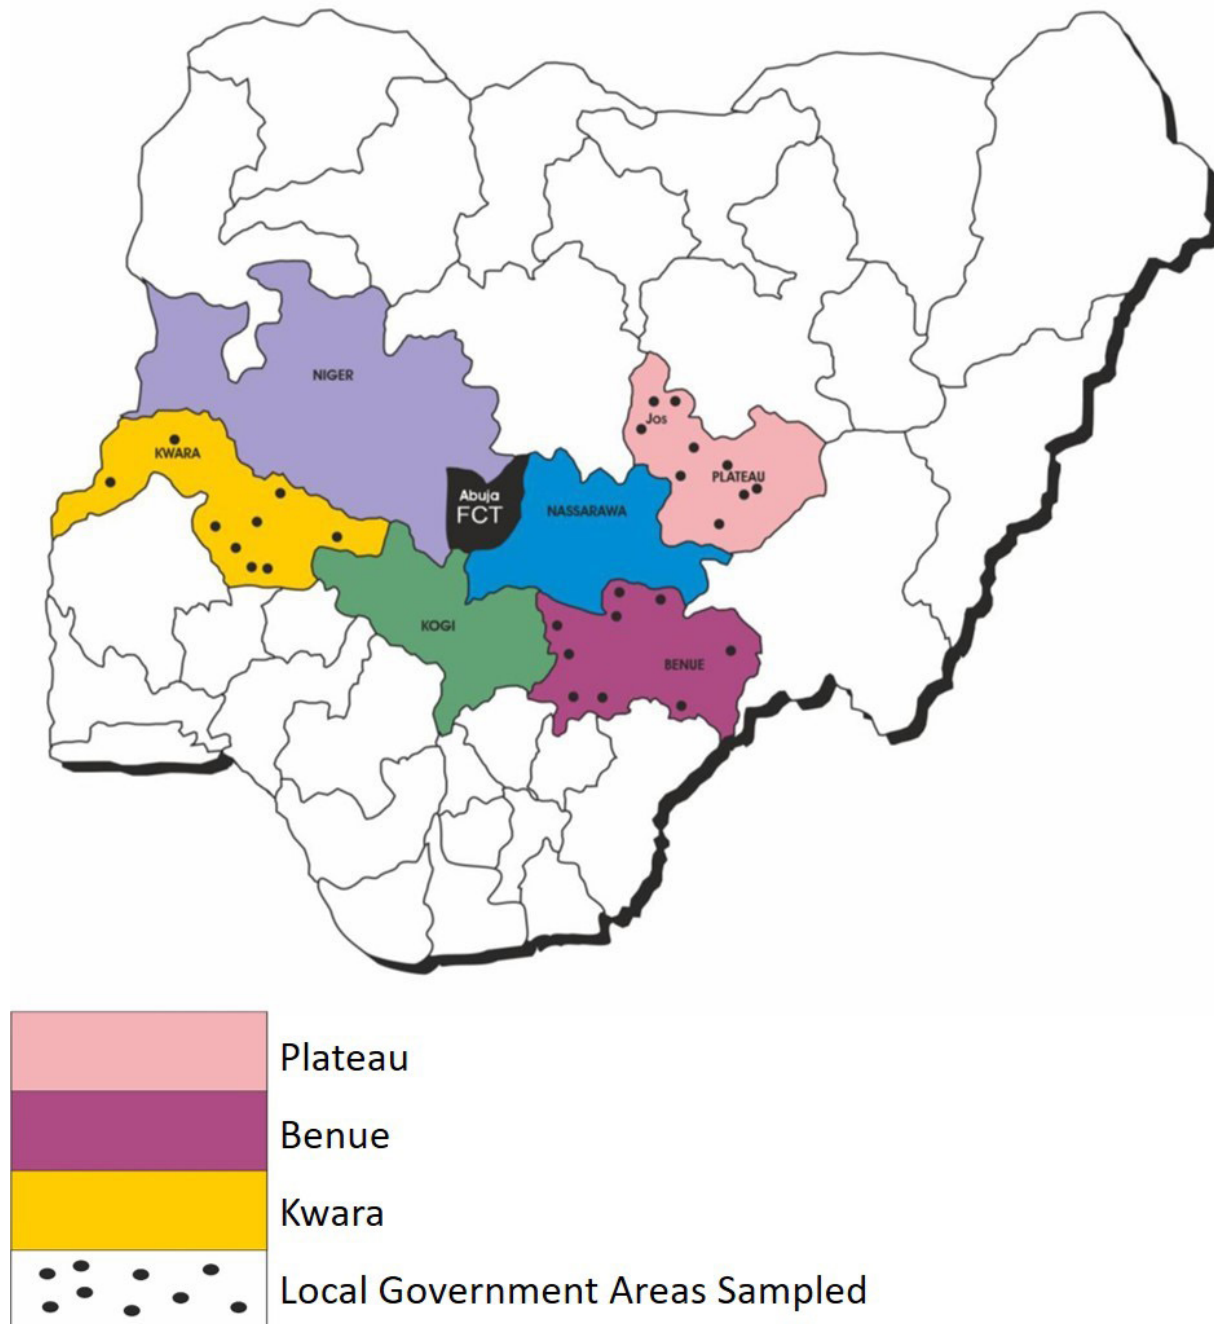 NIGER
Jos
KWARA
PLATEAU
Abuja
FCT
NASSARAWA
KOGI
BENUE
Plateau
Benue
Kwara
Local Government Areas Sampled